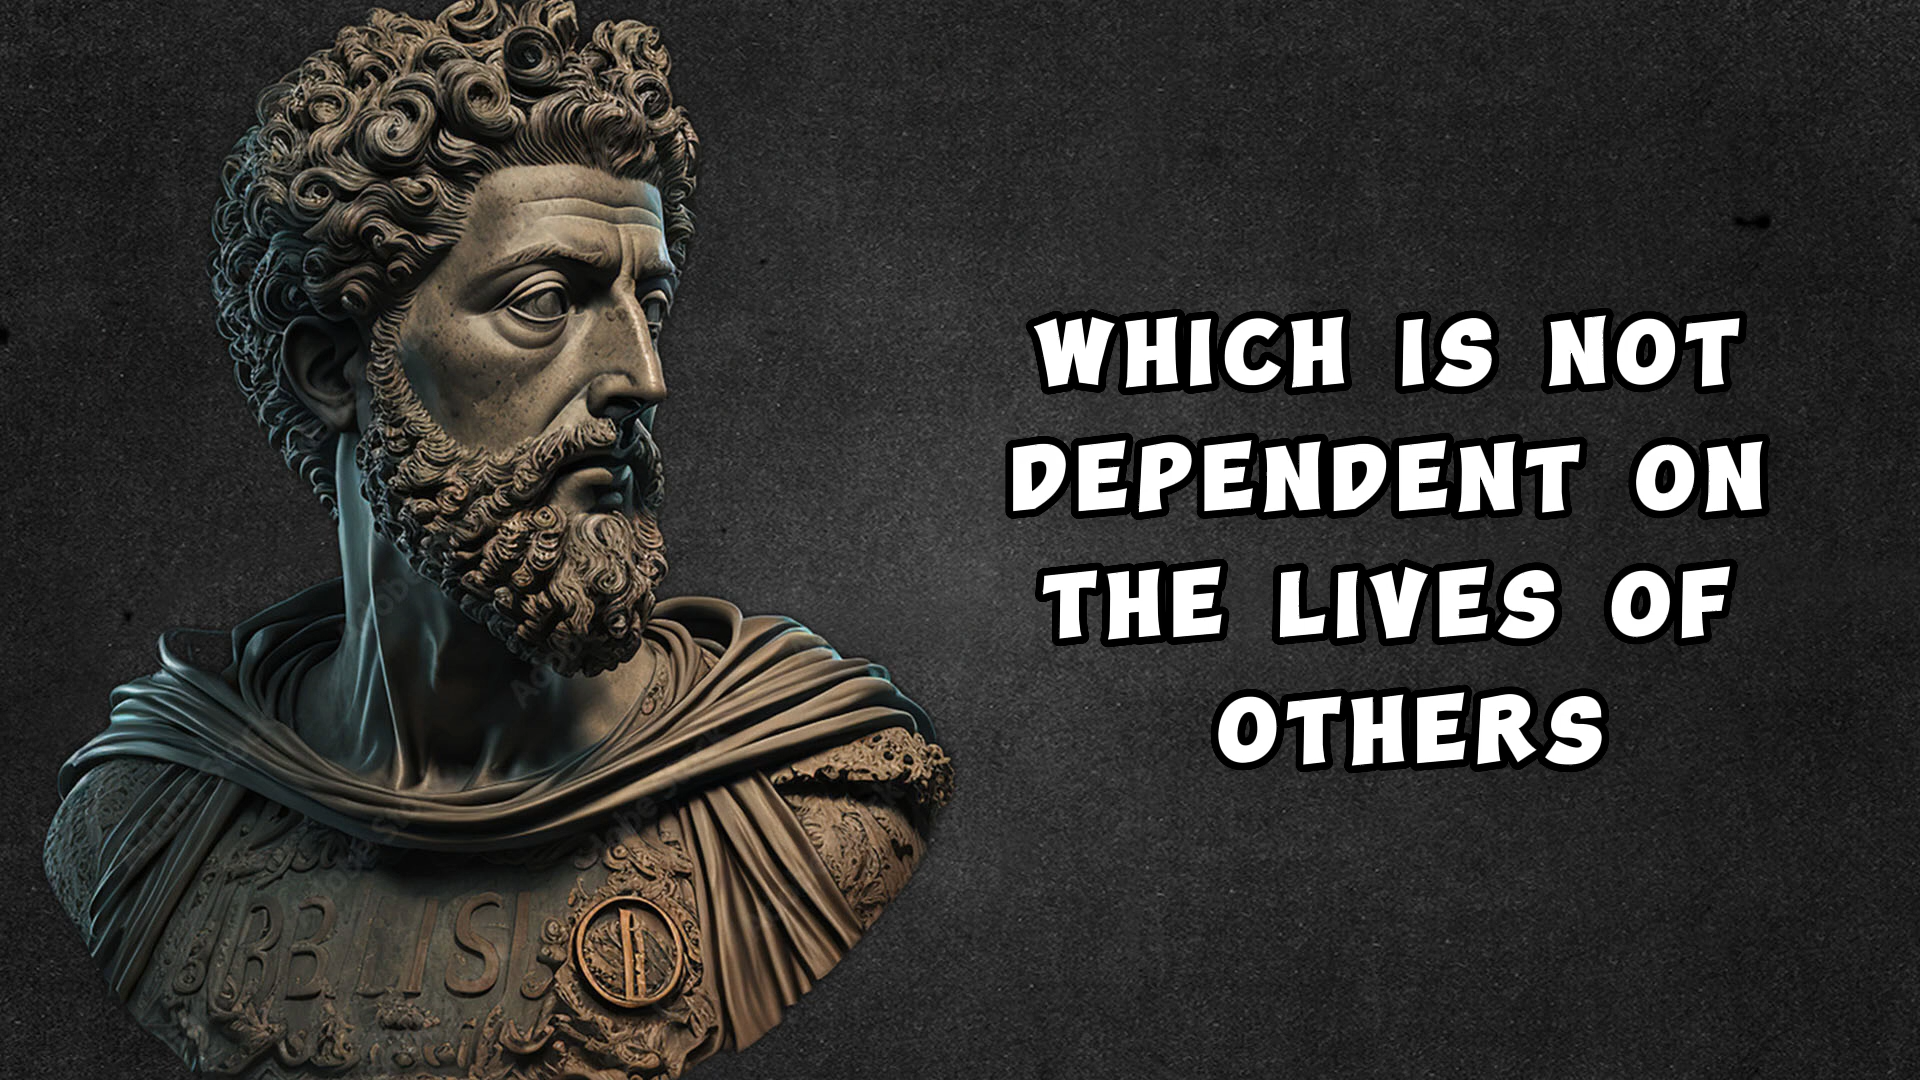 WHICH IS NOT
DEPENDENT ON
THE LIVES OF
OTHERS